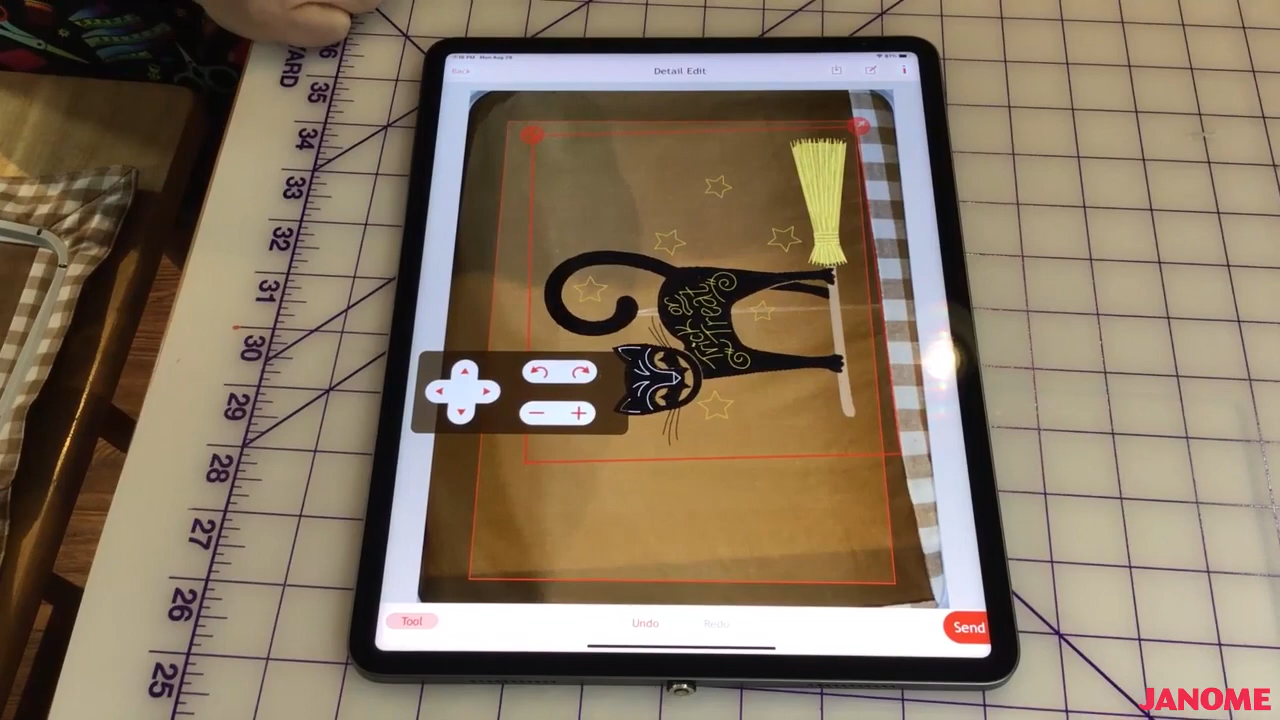 Back
Detail Edit
Trick or
Treat
Tool
Undo
Redo
Send
YARD
36
35
34
33
32
31
30
29
28
27
26
25
JANOME